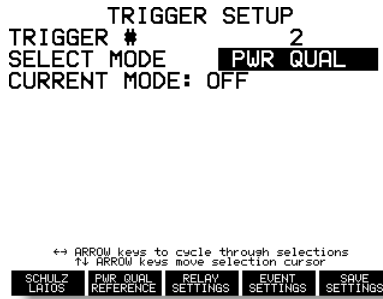 TRIGGER SETUP
TRIGGER # 2
SELECT MODE PWR QUAL
CURRENT MODE: OFF
←→ ARROW keys to cycle through selections
↑↓ ARROW keys move selection cursor
SCHULZ LAIOS
PWR QUAL REFERENCE
RELAY SETTINGS
EVENT SETTINGS
SAVE SETTINGS